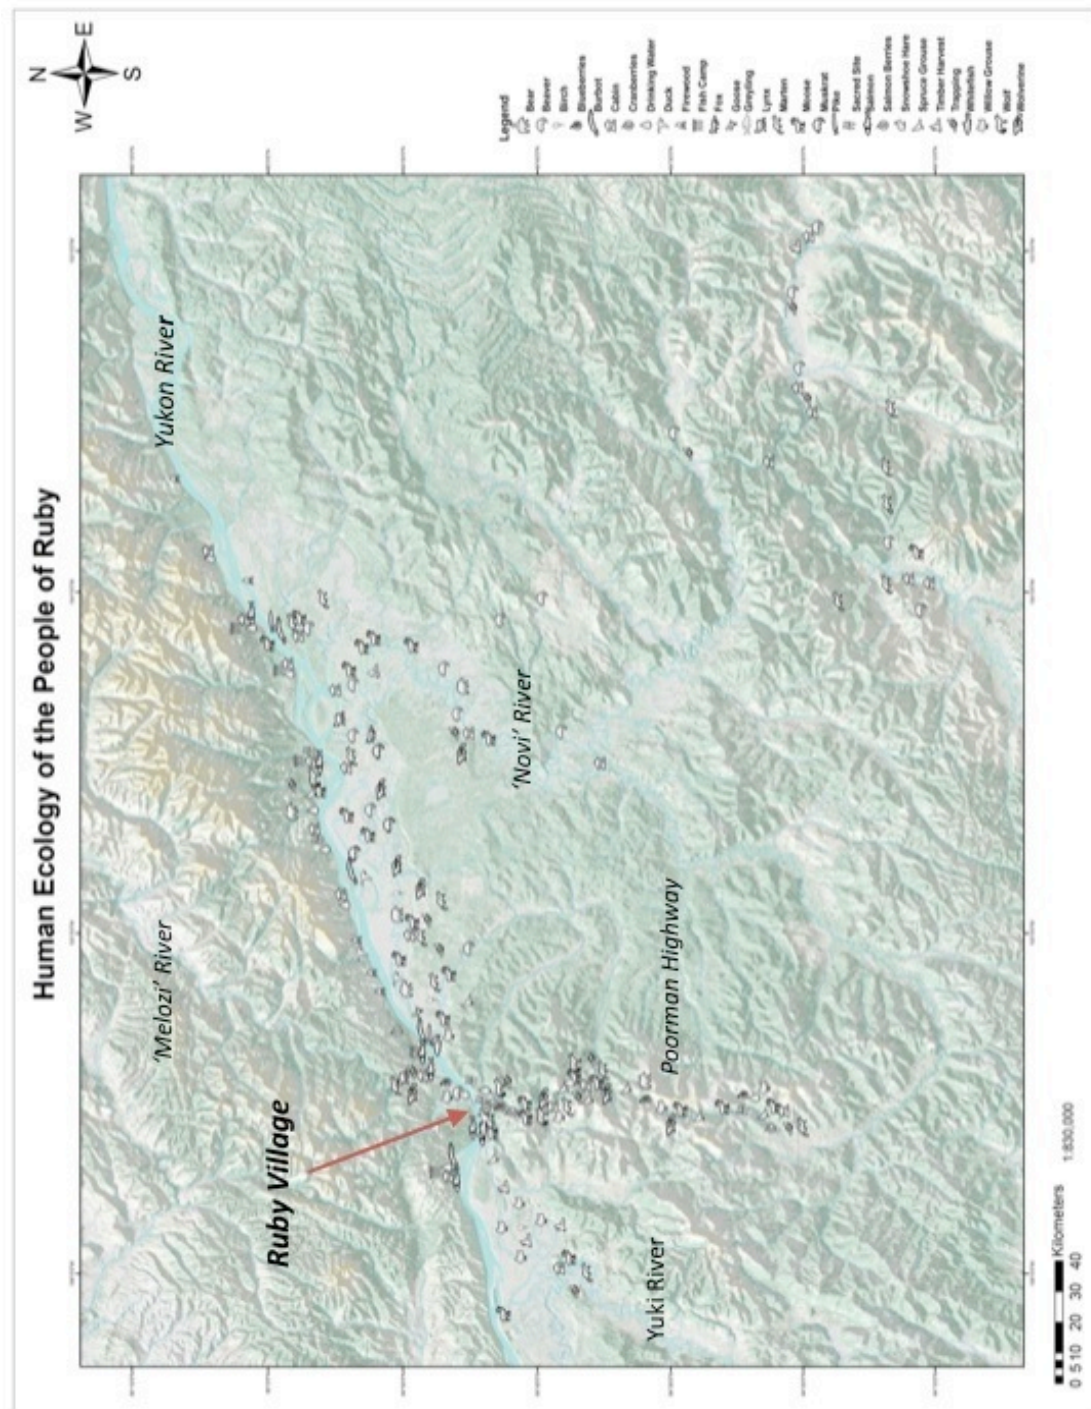 Human Ecology of the People of Ruby
N
E
S
W
Yukon River
'Melozi' River
Ruby Village
'Novi' River
Poorman Highway
Yuki River
Legend
Bear
Beaver
Birch
Blueberries
Burbot
Cabin
Cranberries
Drinking Water
Duck
Firewood
Fish Camp
Fox
Goose
Greyling
Lynx
Marten
Moose
Muskrat
Pike
Sacred Site
Salmon
Salmon Berries
Snowshoe Hare
Spruce Grouse
Timber Harvest
Trapping
Whitefish
Willow Grouse
Wolf
Wolverine
0 5 10 20 30 40 Kilometers
1:830,000